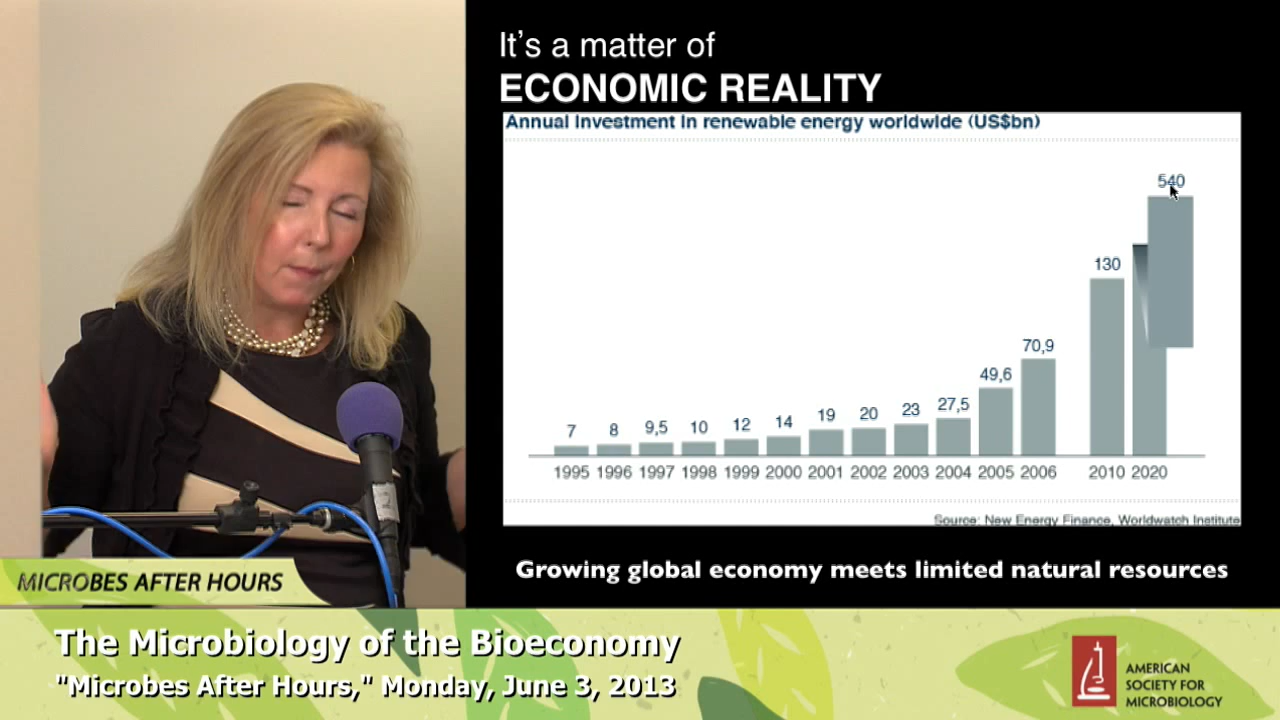 It's a matter of
ECONOMIC REALITY
Annual Investment in renewable energy worldwide (US$bn)
540
130
70,9
49,6
27,5
23
20
19
14
12
10
9,5
8
7
1995 1996 1997 1998 1999 2000 2001 2002 2003 2004 2005 2006 2010 2020
Source: New Energy Finance, Worldwatch Institute
Growing global economy meets limited natural resources
MICROBES AFTER HOURS
The Microbiology of the Bioeconomy
"Microbes After Hours," Monday, June 3, 2013
AMERICAN
SOCIETY FOR
MICROBIOLOGY